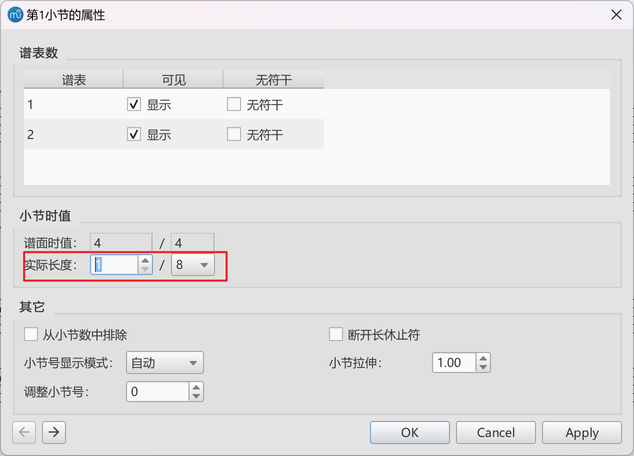 第1小节的属性
谱表数
谱表 可见 无符干
1 显示 无符干
2 显示 无符干
小节时值
谱面时值： 4 / 4
实际长度： 1 / 8
其它
从小节数中排除 断开长休止符
小节号显示模式： 自动 小节拉伸： 1.00
调整小节号： 0
OK Cancel Apply